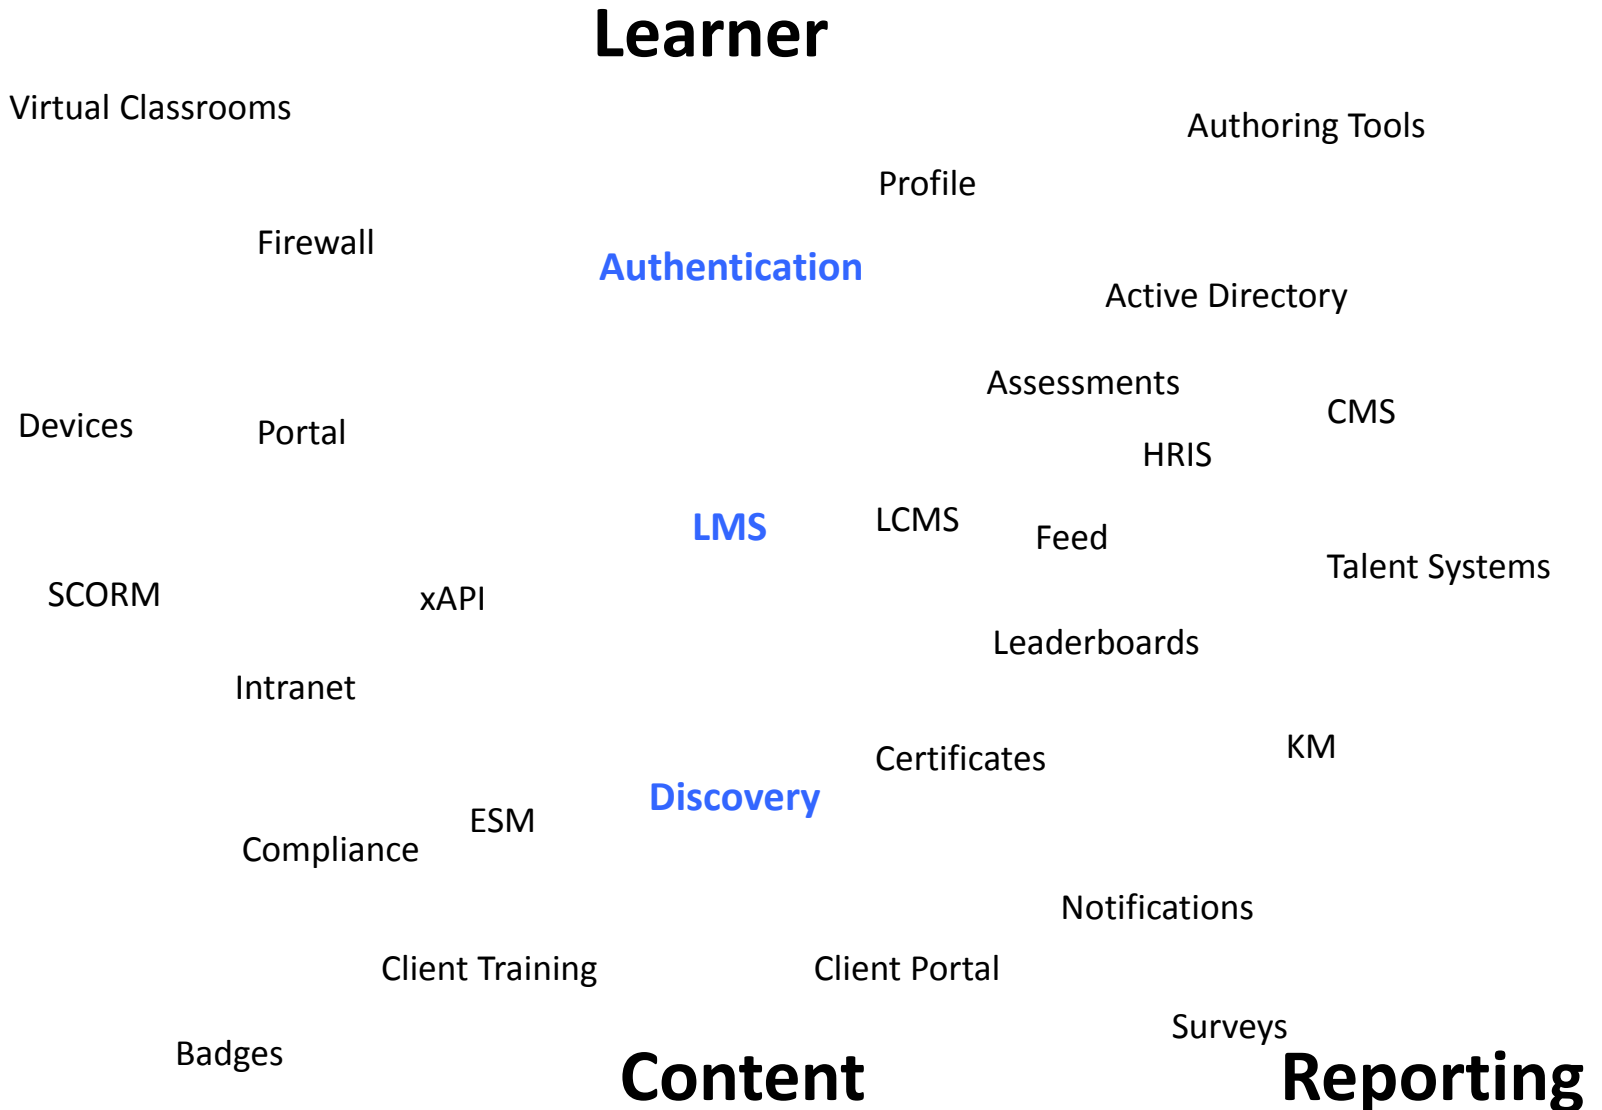 Learner
Virtual Classrooms
Authoring Tools
Profile
Firewall
Authentication
Active Directory
Assessments
CMS
Devices
Portal
HRIS
LMS
LCMS
Feed
Talent Systems
SCORM
xAPI
Leaderboards
Intranet
Certificates
KM
Discovery
ESM
Compliance
Notifications
Client Training
Client Portal
Surveys
Badges
Content
Reporting